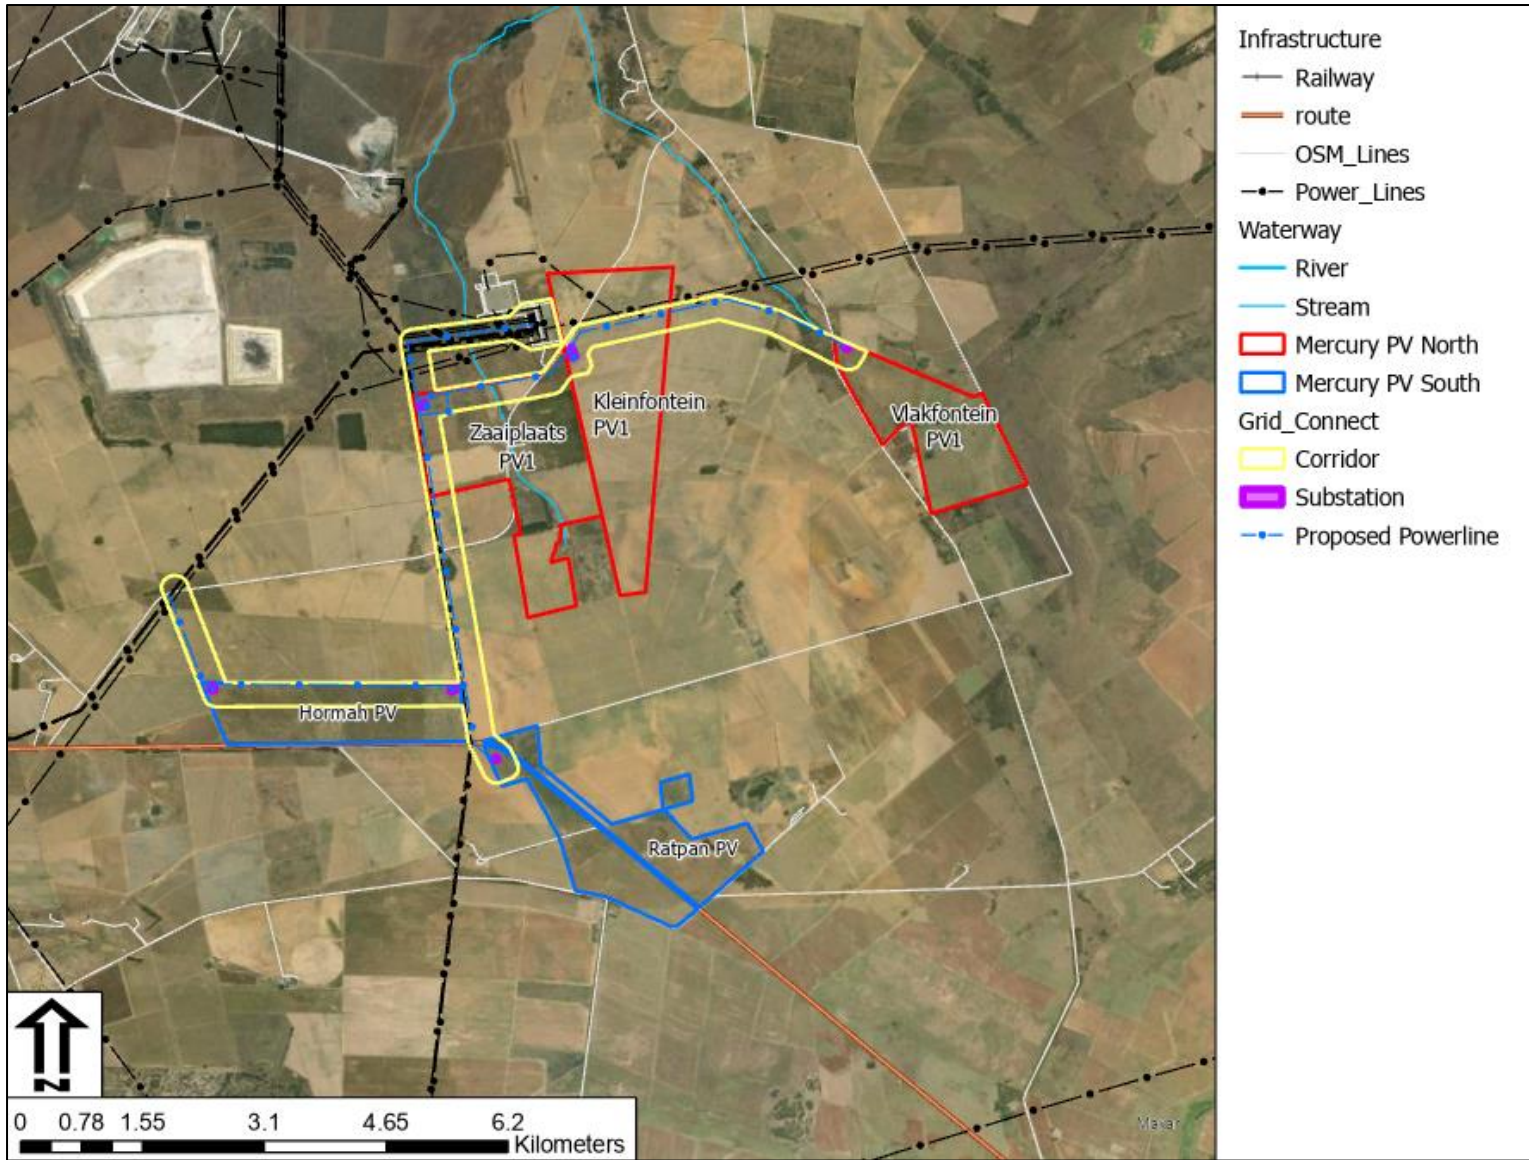 Infrastructure
Railway
route
OSM_Lines
Power_Lines
Waterway
River
Stream
Mercury PV North
Mercury PV South
Grid_Connect
Corridor
Substation
Proposed Powerline
Kleinfontein
PV1
Vlakfontein
PV1
Zaaiplaats
PV1
Hormah PV
Ratpan PV
N
0 0.78 1.55 3.1 4.65 6.2
Kilometers